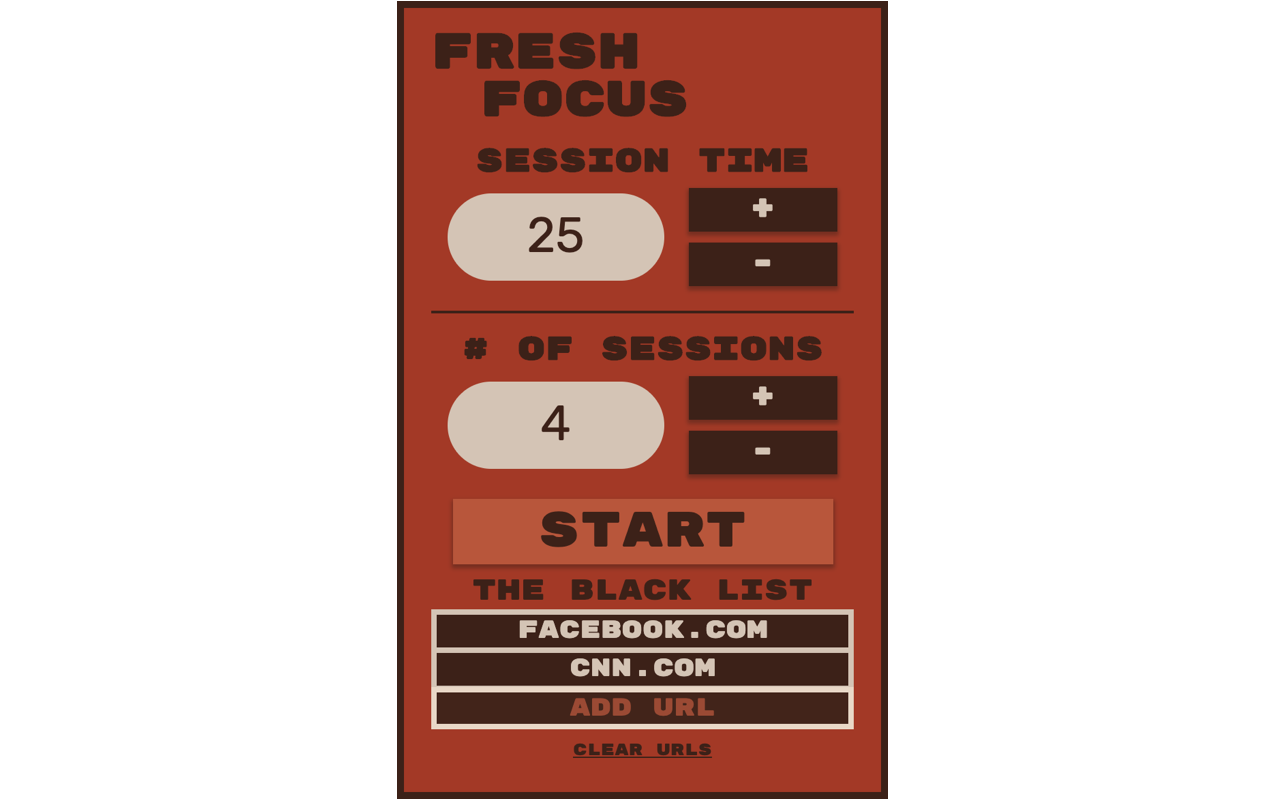 FRESH
FOCUS
SESSION TIME
25
+
-
# OF SESSIONS
4
+
-
START
THE BLACK LIST
FACEBOOK.COM
CNN.COM
ADD URL
CLEAR URLS